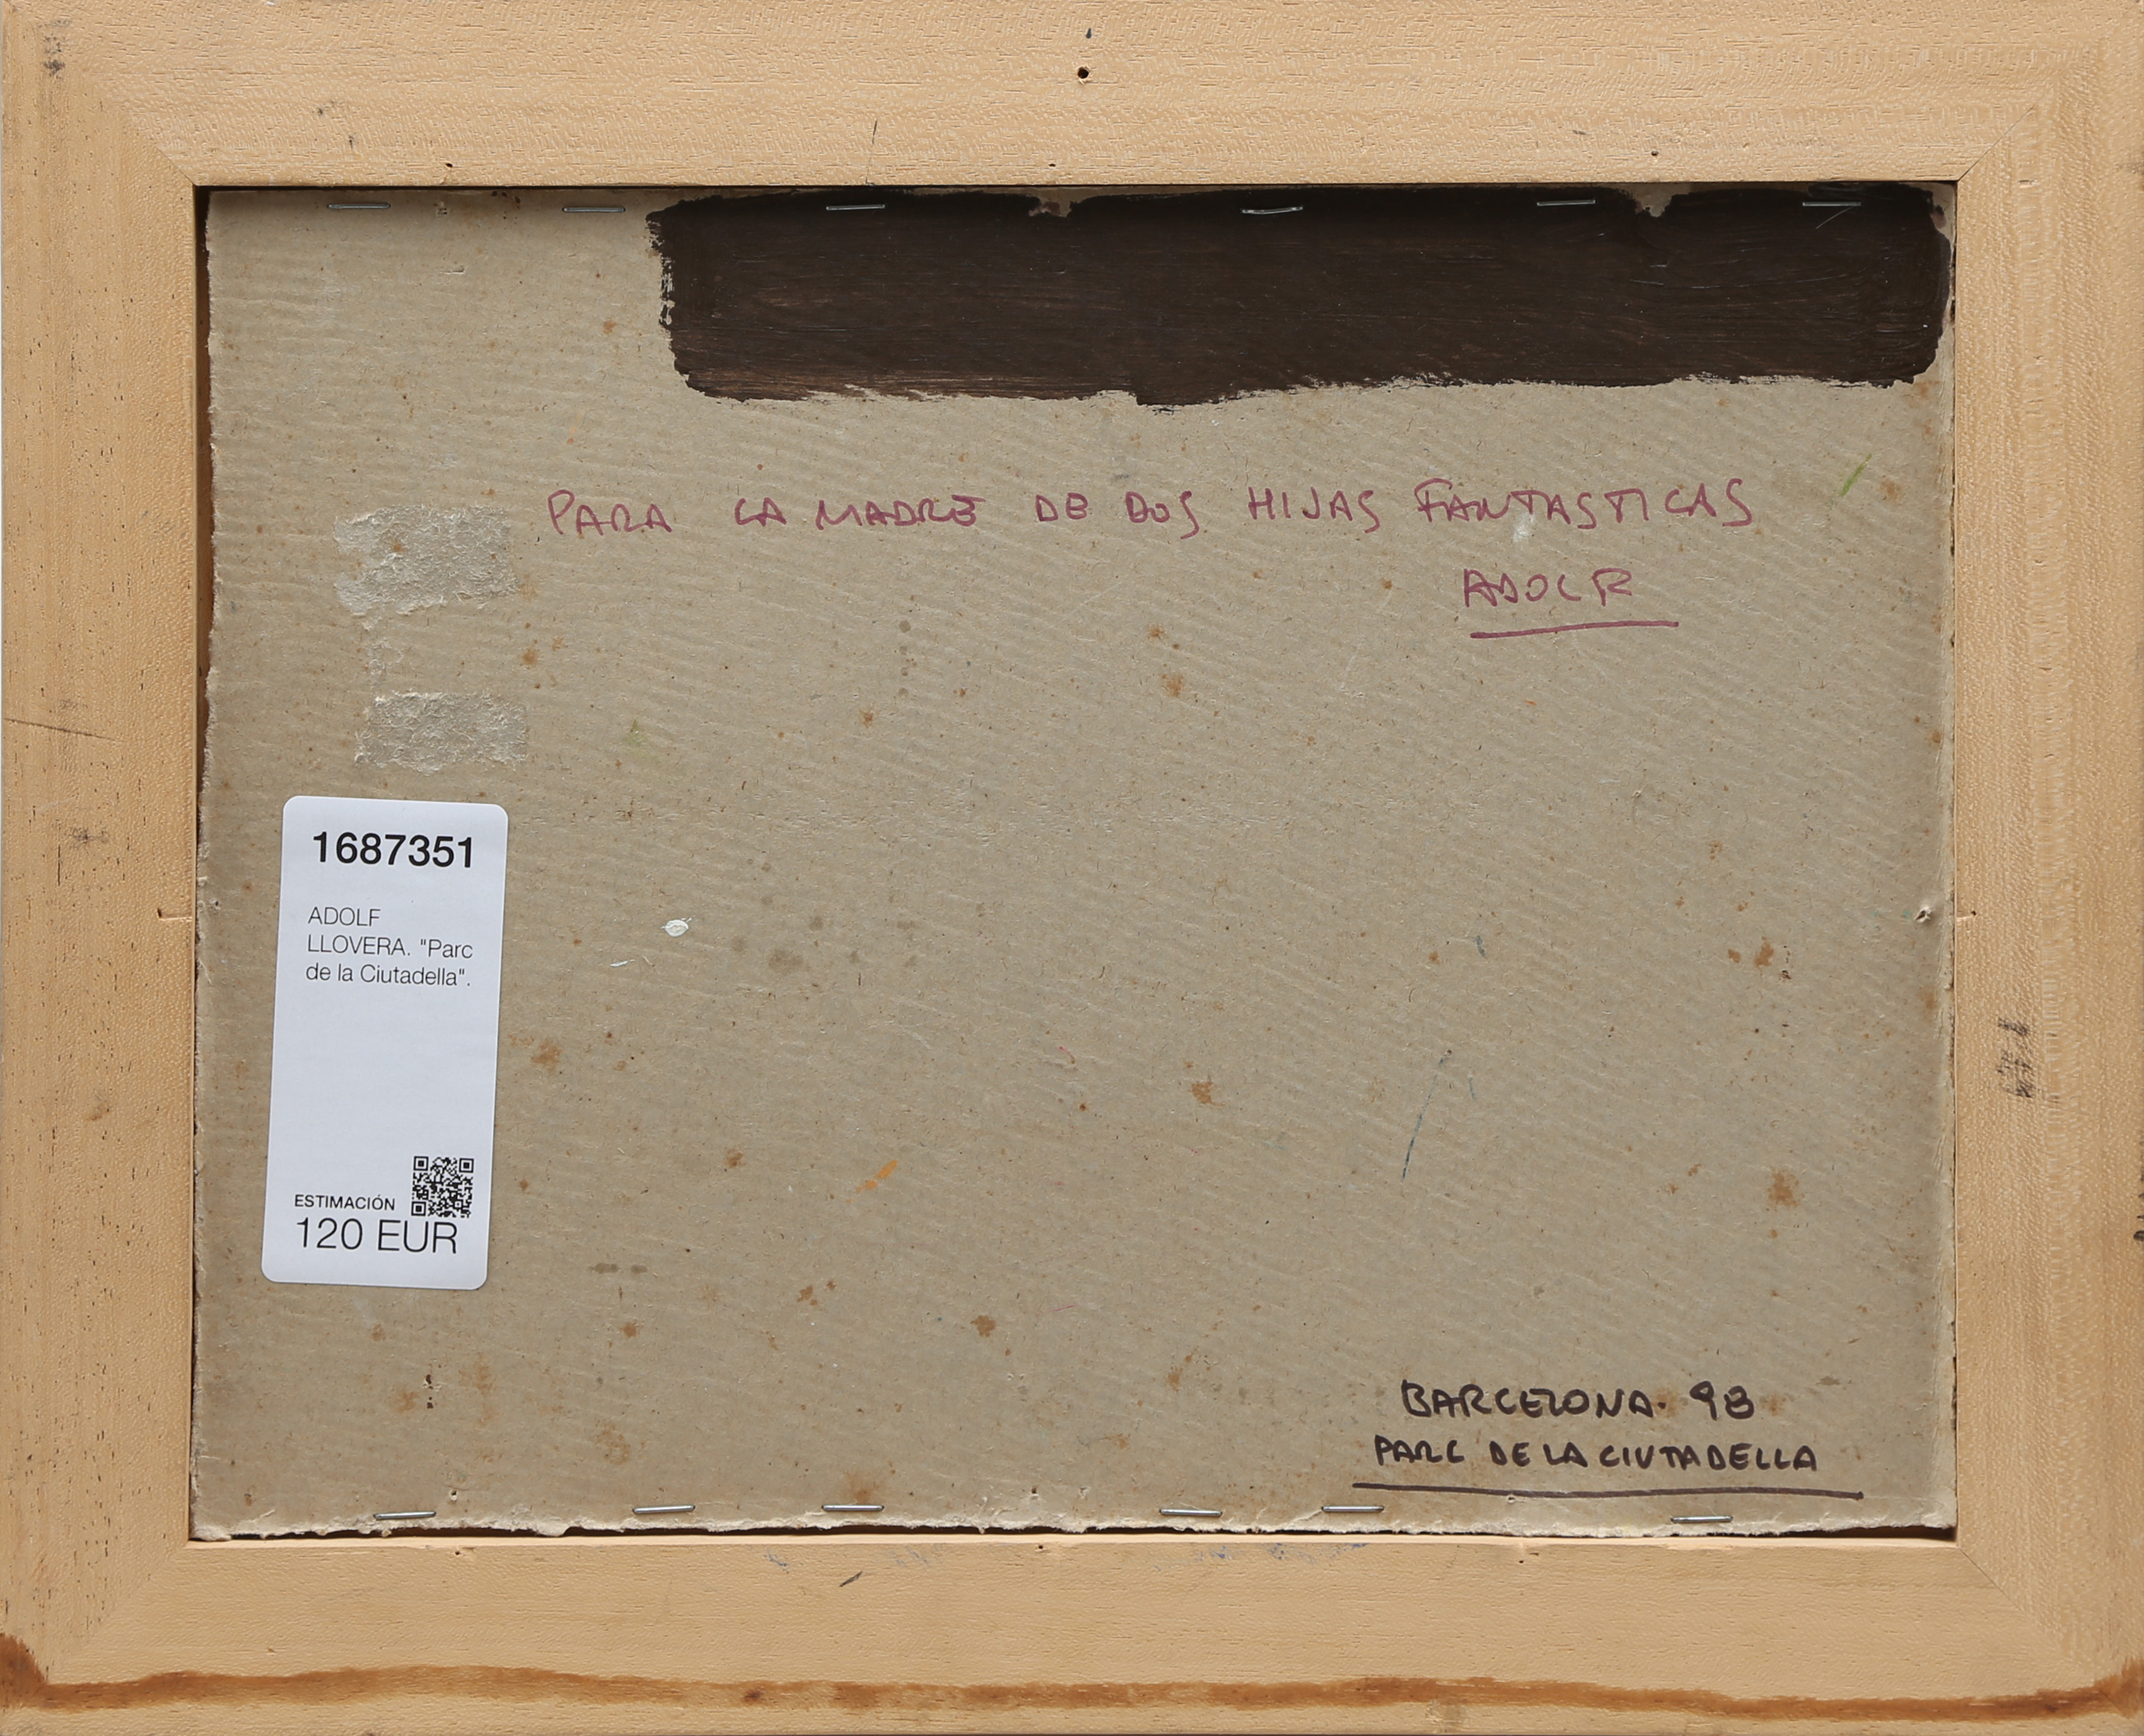 PARA LA MADRE DE DOS HIJAS FANTASTICAS
ADOLF
1687351
ADOLF
LLOVERA. "Parc
de la Ciutadella".
ESTIMACIÓN
120 EUR
BARCELONA. 98
PARC DE LA CIUTADELLA